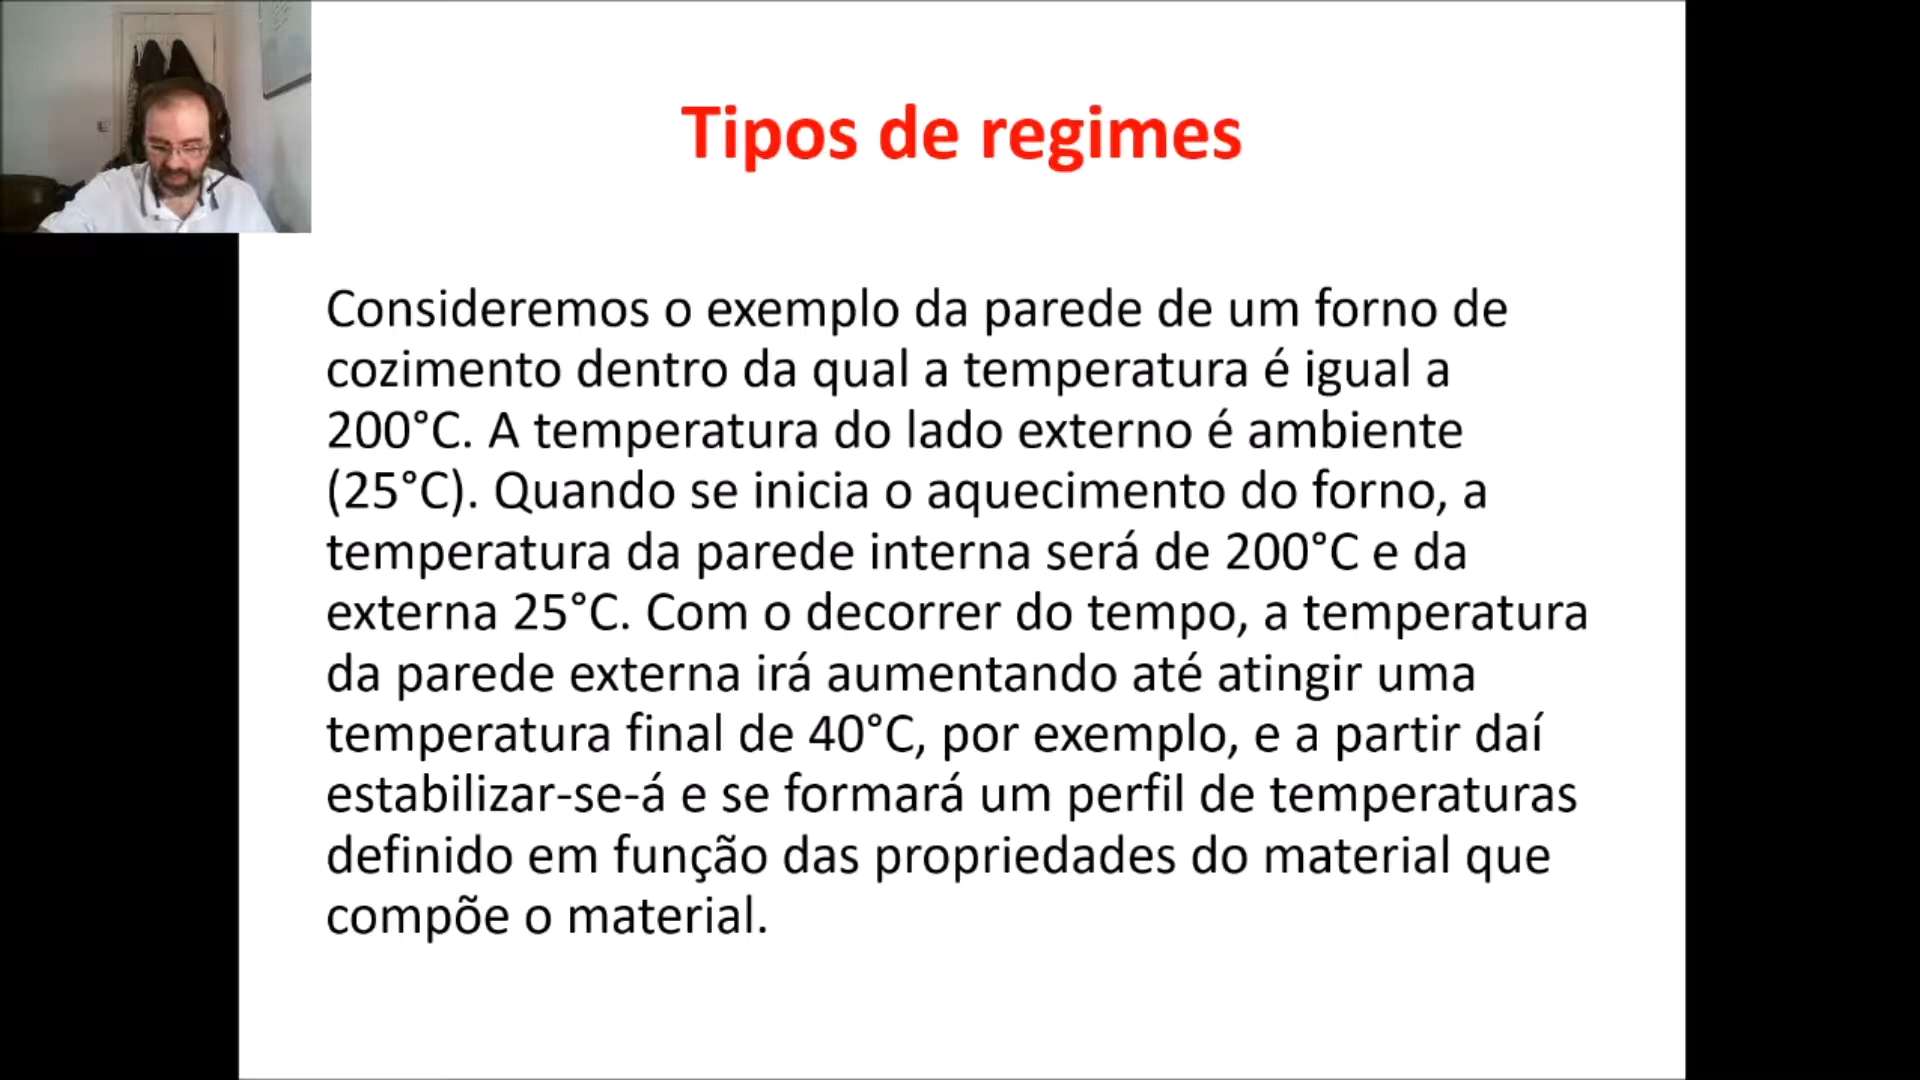 Tipos de regimes
Consideremos o exemplo da parede de um forno de
cozimento dentro da qual a temperatura é igual a
200°C. A temperatura do lado externo é ambiente
(25°C). Quando se inicia o aquecimento do forno, a
temperatura da parede interna será de 200°C e da
externa 25°C. Com o decorrer do tempo, a temperatura
da parede externa irá aumentando até atingir uma
temperatura final de 40°C, por exemplo, e a partir daí
estabilizar-se-á e se formará um perfil de temperaturas
definido em função das propriedades do material que
compõe o material.